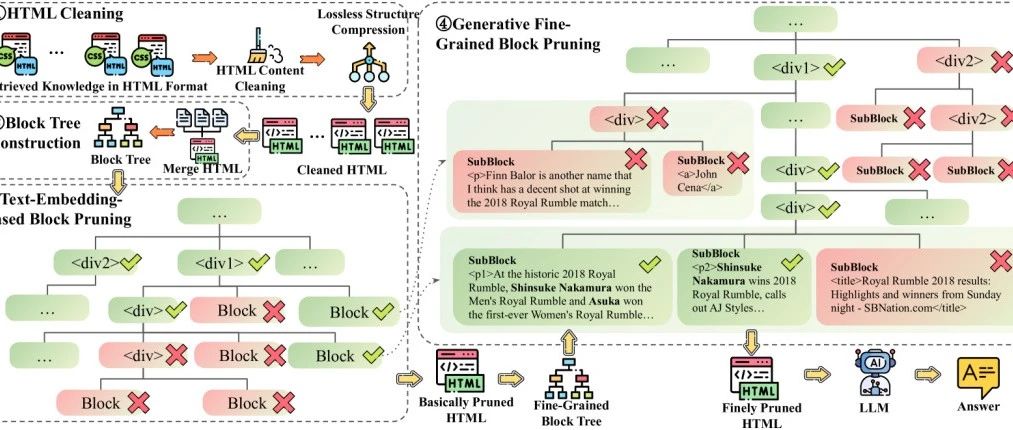 HTML Cleaning
Lossless Structure
Compression
CSS
HTML
...
CSS
HTML
CSS
HTML
HTML Content
Cleaning
trieved Knowledge in HTML Format
Block Tree
onstruction
Block Tree
HTML
Merge HTML
HTML
...
HTML
HTML
Cleaned HTML
Text-Embedding-
ased Block Pruning
...
<div2>
<div1>
...
...
<div>
Block
Block
...
<div>
Block
Block
Block
Block
④Generative Fine-
Grained Block Pruning
...
...
<div1>
<div2>
<div>
...
SubBlock
<div2>
SubBlock
<p>Finn Balor is another name that
I think has a decent shot at winning
the 2018 Royal Rumble match…
SubBlock
<a>John
Cena</a>
<div>
SubBlock
SubBlock
<div>
...
SubBlock
<p1>At the historic 2018 Royal
Rumble, Shinsuke Nakamura won the
Men's Royal Rumble and Asuka won
the first-ever Women's Royal Rumble…
SubBlock
<p2>Shinsuke
Nakamura wins 2018
Royal Rumble, calls
out AJ Styles…
SubBlock
<title>Royal Rumble 2018 results:
Highlights and winners from Sunday
night - SBNation.com</title>
HTML
Basically Pruned
HTML
Fine-Grained
Block Tree
HTML
Finely Pruned
HTML
AI
LLM
A
Answer